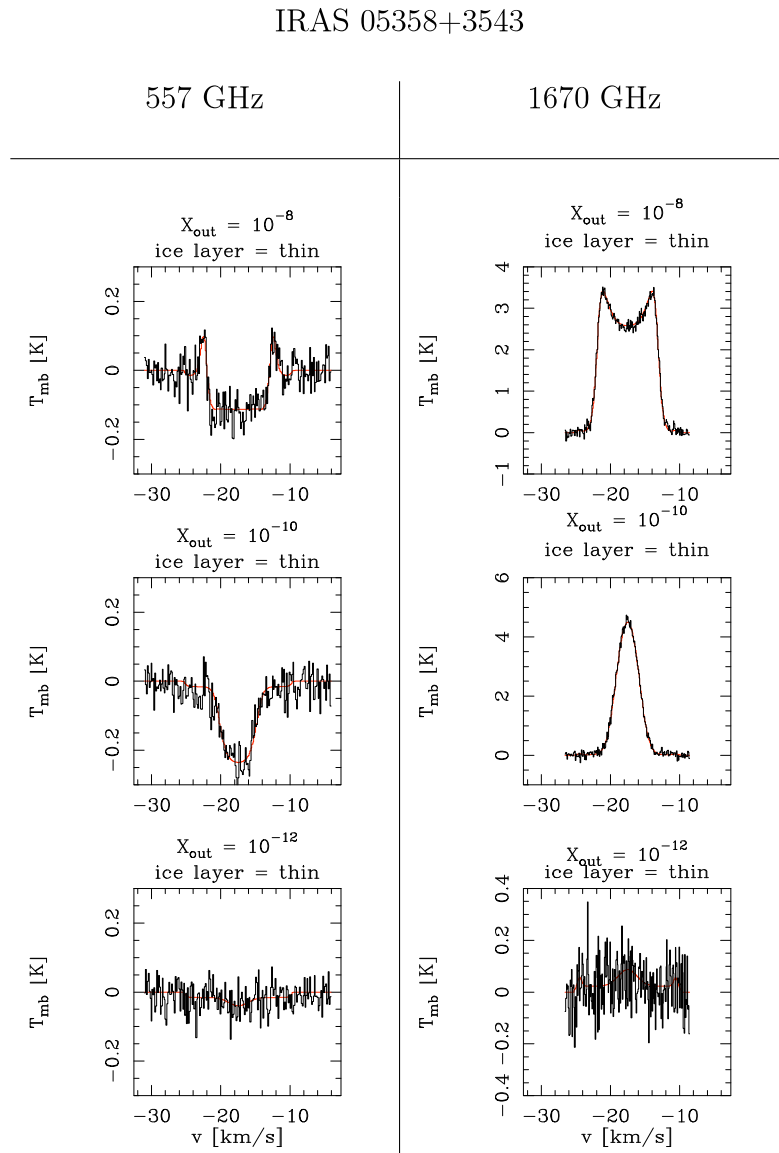 IRAS 05358+3543
557 GHz
1670 GHz
X_out = 10^-8
ice layer = thin
T_mb [K]
0.2
0
−0.2
−30 −20 −10
X_out = 10^-8
ice layer = thin
T_mb [K]
4
3
2
1
0
−1
−30 −20 −10
X_out = 10^-10
ice layer = thin
T_mb [K]
0.2
0
−0.2
−30 −20 −10
X_out = 10^-10
ice layer = thin
T_mb [K]
6
4
2
0
−30 −20 −10
X_out = 10^-12
ice layer = thin
T_mb [K]
0.2
0
−0.2
−30 −20 −10
v [km/s]
X_out = 10^-12
ice layer = thin
T_mb [K]
0.4
0.2
0
−0.2
−0.4
−30 −20 −10
v [km/s]